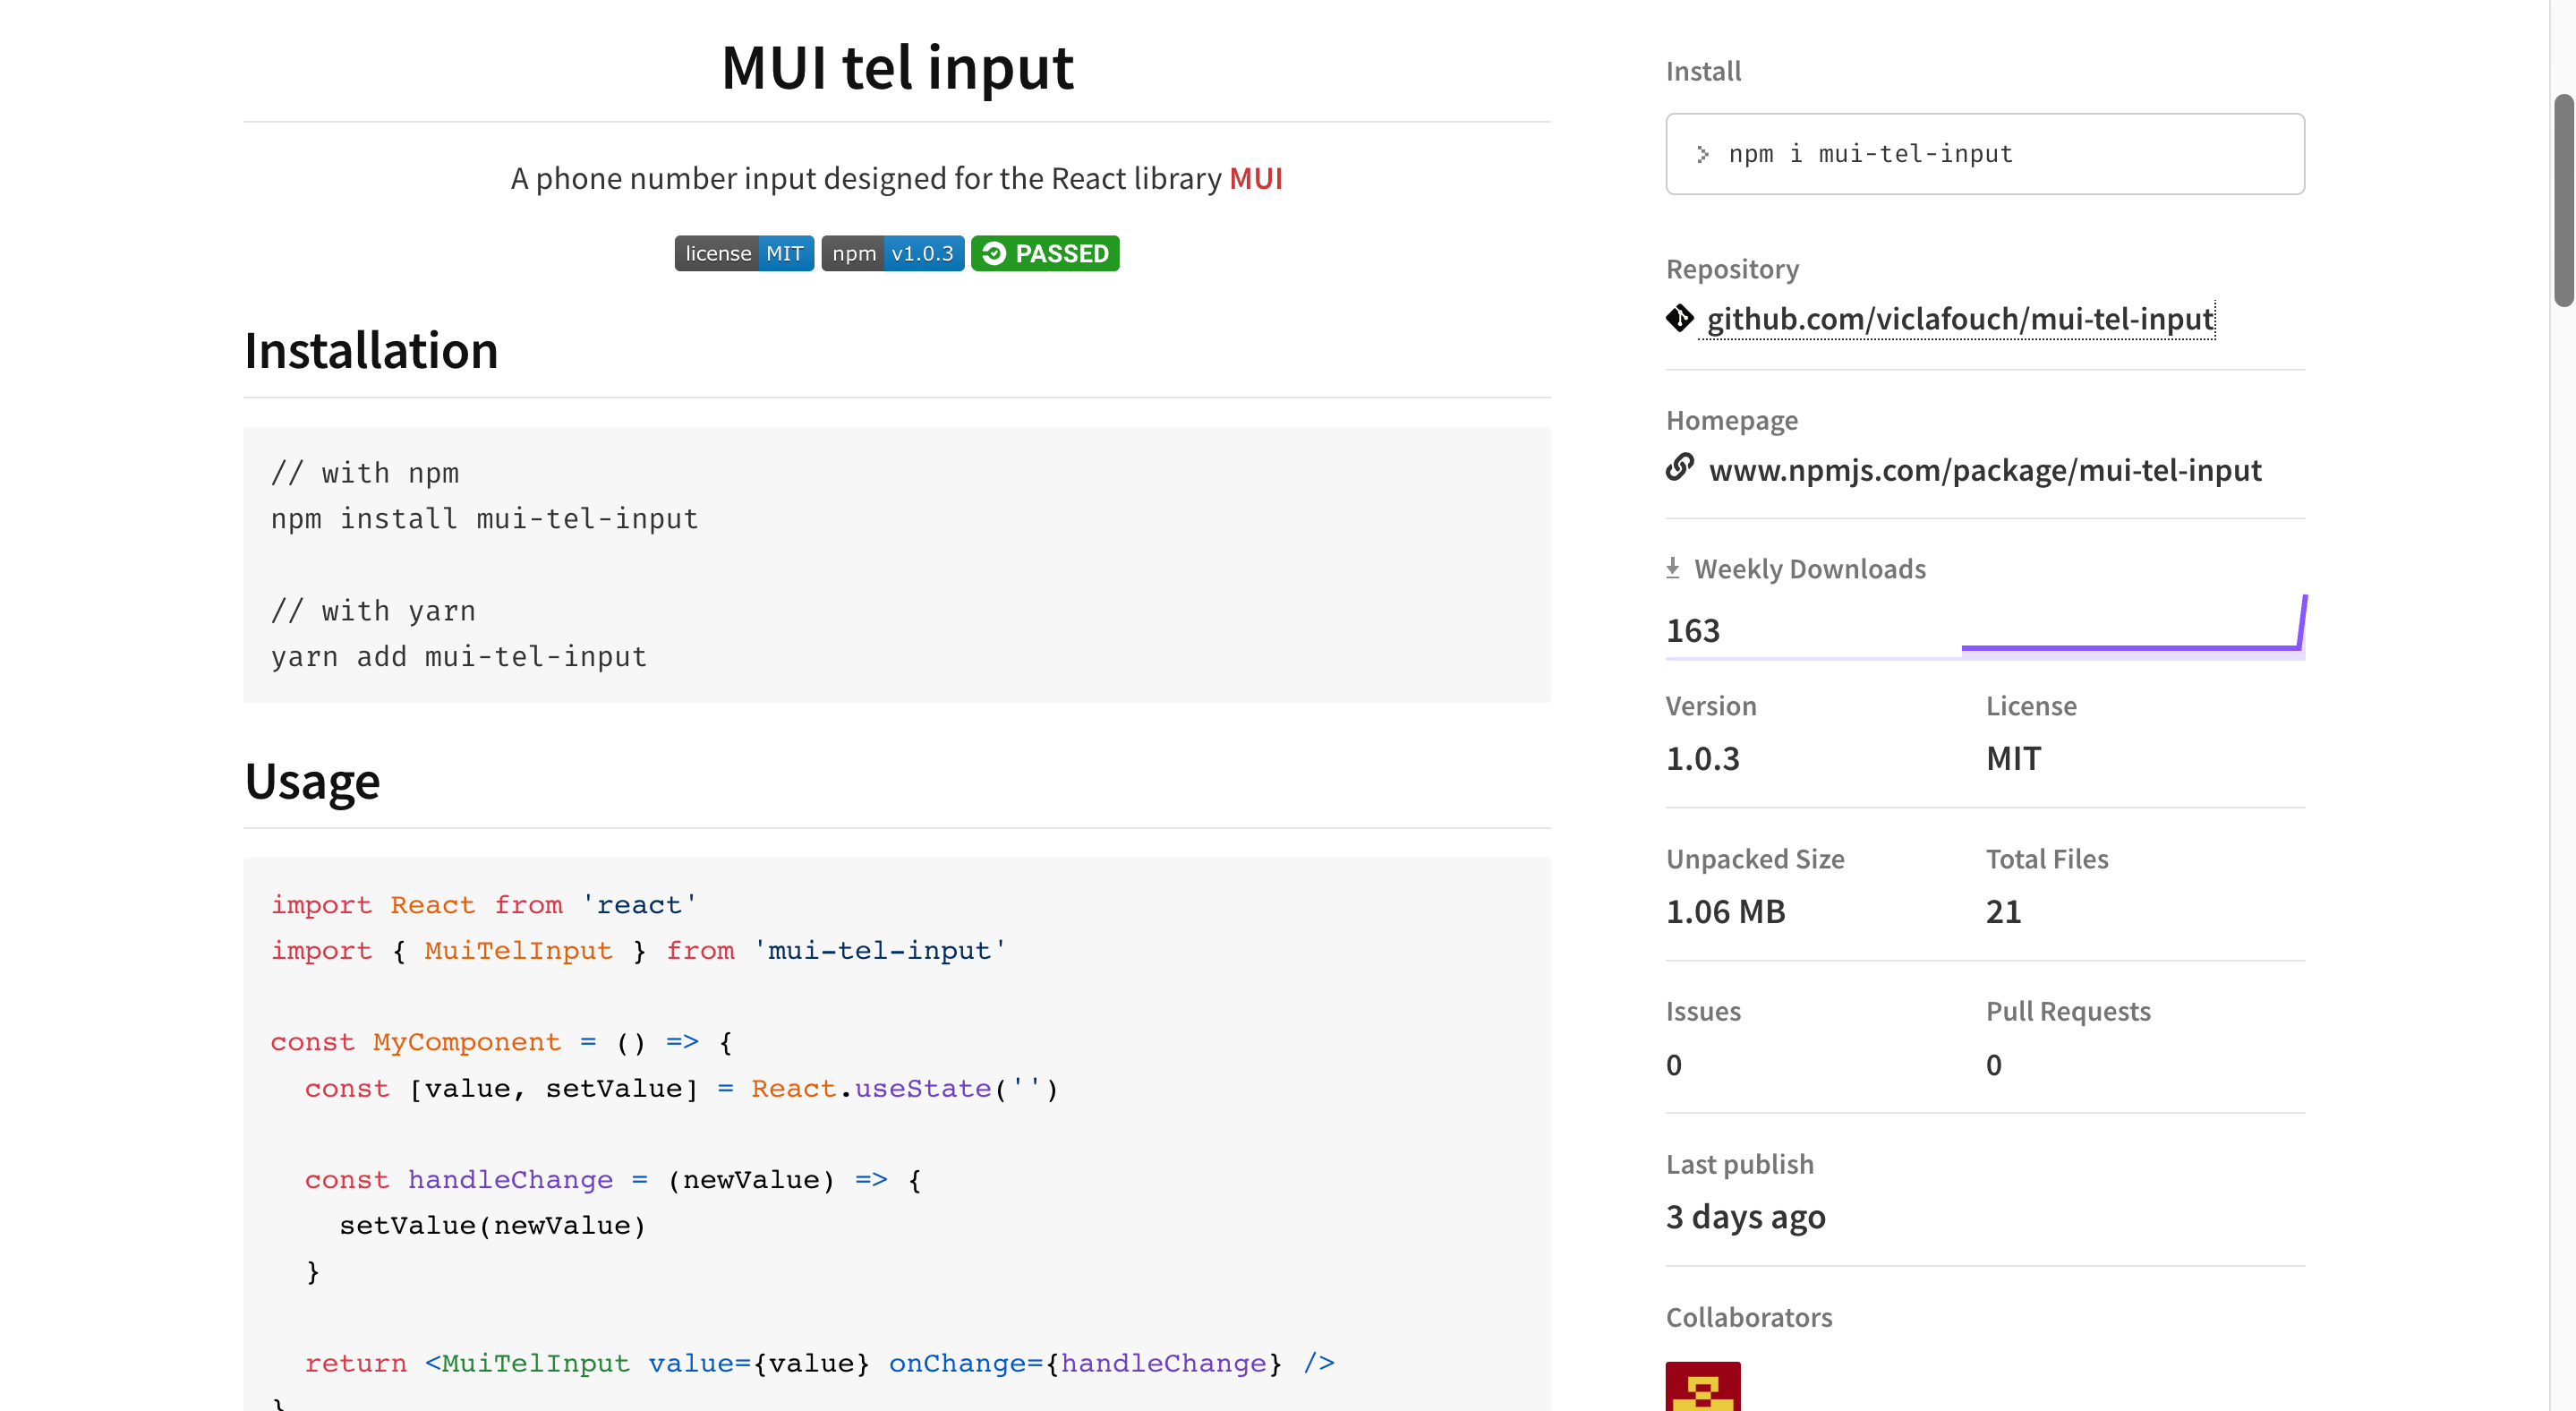 MUI tel input
A phone number input designed for the React library MUI
license MIT npm v1.0.3 PASSED
Installation
// with npm
npm install mui-tel-input
// with yarn
yarn add mui-tel-input
Usage
import React from 'react'
import { MuiTelInput } from 'mui-tel-input'
const MyComponent = () => {
const [value, setValue] = React.useState('')
const handleChange = (newValue) => {
setValue(newValue)
}
return <MuiTelInput value={value} onChange={handleChange} />
}
Install
> npm i mui-tel-input
Repository
github.com/viclafouch/mui-tel-input
Homepage
www.npmjs.com/package/mui-tel-input
Weekly Downloads
163
Version License
1.0.3 MIT
Unpacked Size Total Files
1.06 MB 21
Issues Pull Requests
0 0
Last publish
3 days ago
Collaborators